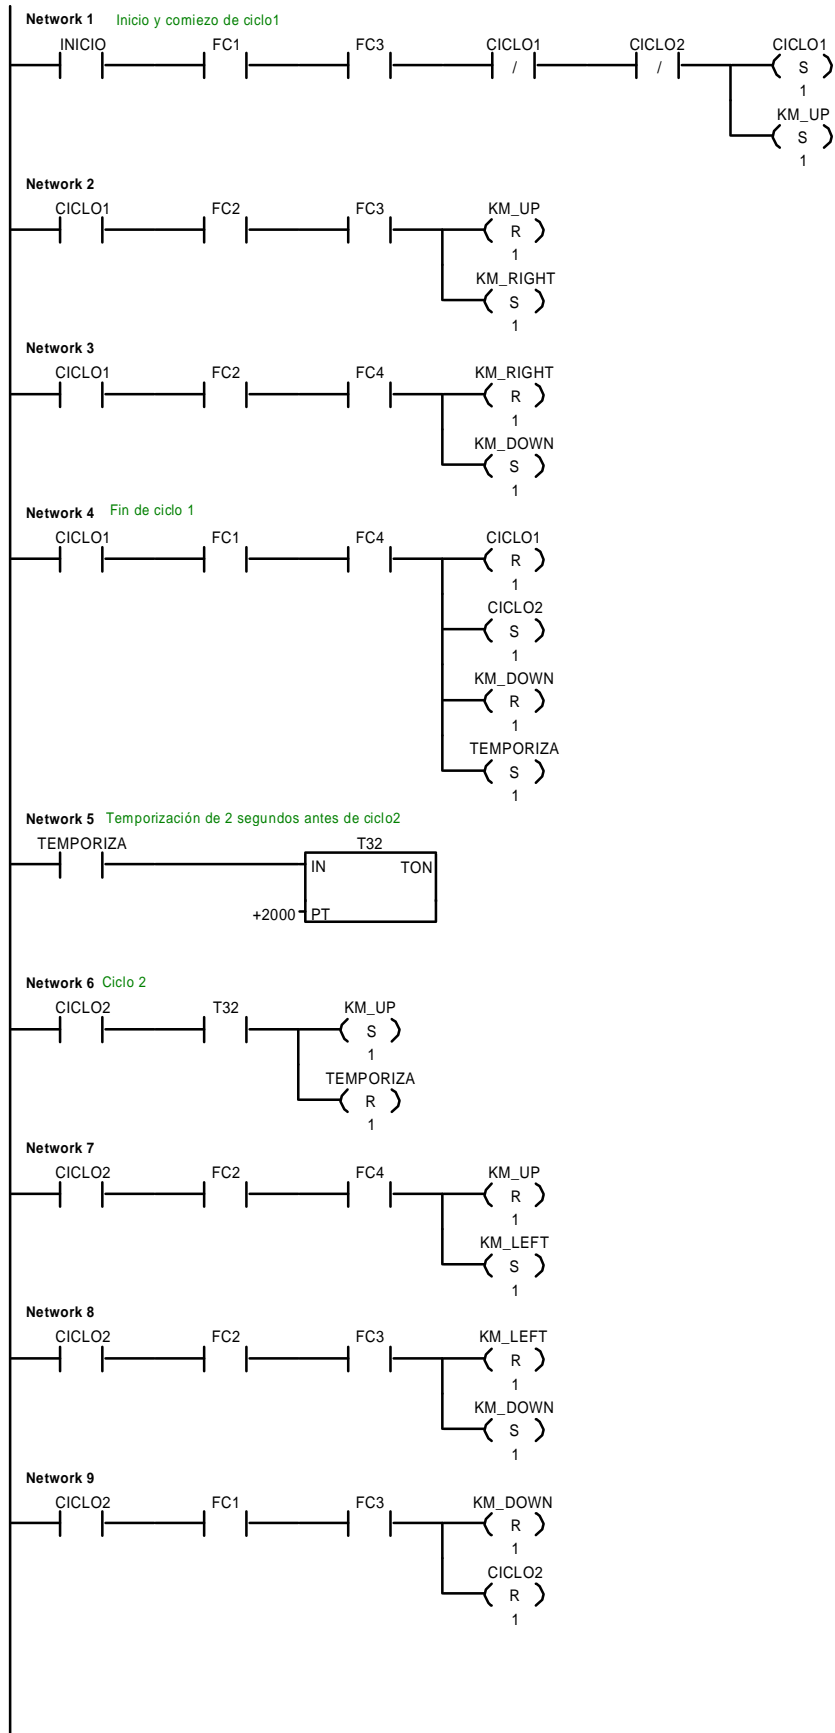 Network 1 Inicio y comiezo de ciclo1
INICIO FC1 FC3 CICLO1 CICLO2 CICLO1
/ / S
1
KM_UP
S
1
Network 2
CICLO1 FC2 FC3 KM_UP
R
1
KM_RIGHT
S
1
Network 3
CICLO1 FC2 FC4 KM_RIGHT
R
1
KM_DOWN
S
1
Network 4 Fin de ciclo 1
CICLO1 FC1 FC4 CICLO1
R
1
CICLO2
S
1
KM_DOWN
R
1
TEMPORIZA
S
1
Network 5 Temporización de 2 segundos antes de ciclo2
TEMPORIZA T32
IN TON
+2000 PT
Network 6 Ciclo 2
CICLO2 T32 KM_UP
S
1
TEMPORIZA
R
1
Network 7
CICLO2 FC2 FC4 KM_UP
R
1
KM_LEFT
S
1
Network 8
CICLO2 FC2 FC3 KM_LEFT
R
1
KM_DOWN
S
1
Network 9
CICLO2 FC1 FC3 KM_DOWN
R
1
CICLO2
R
1